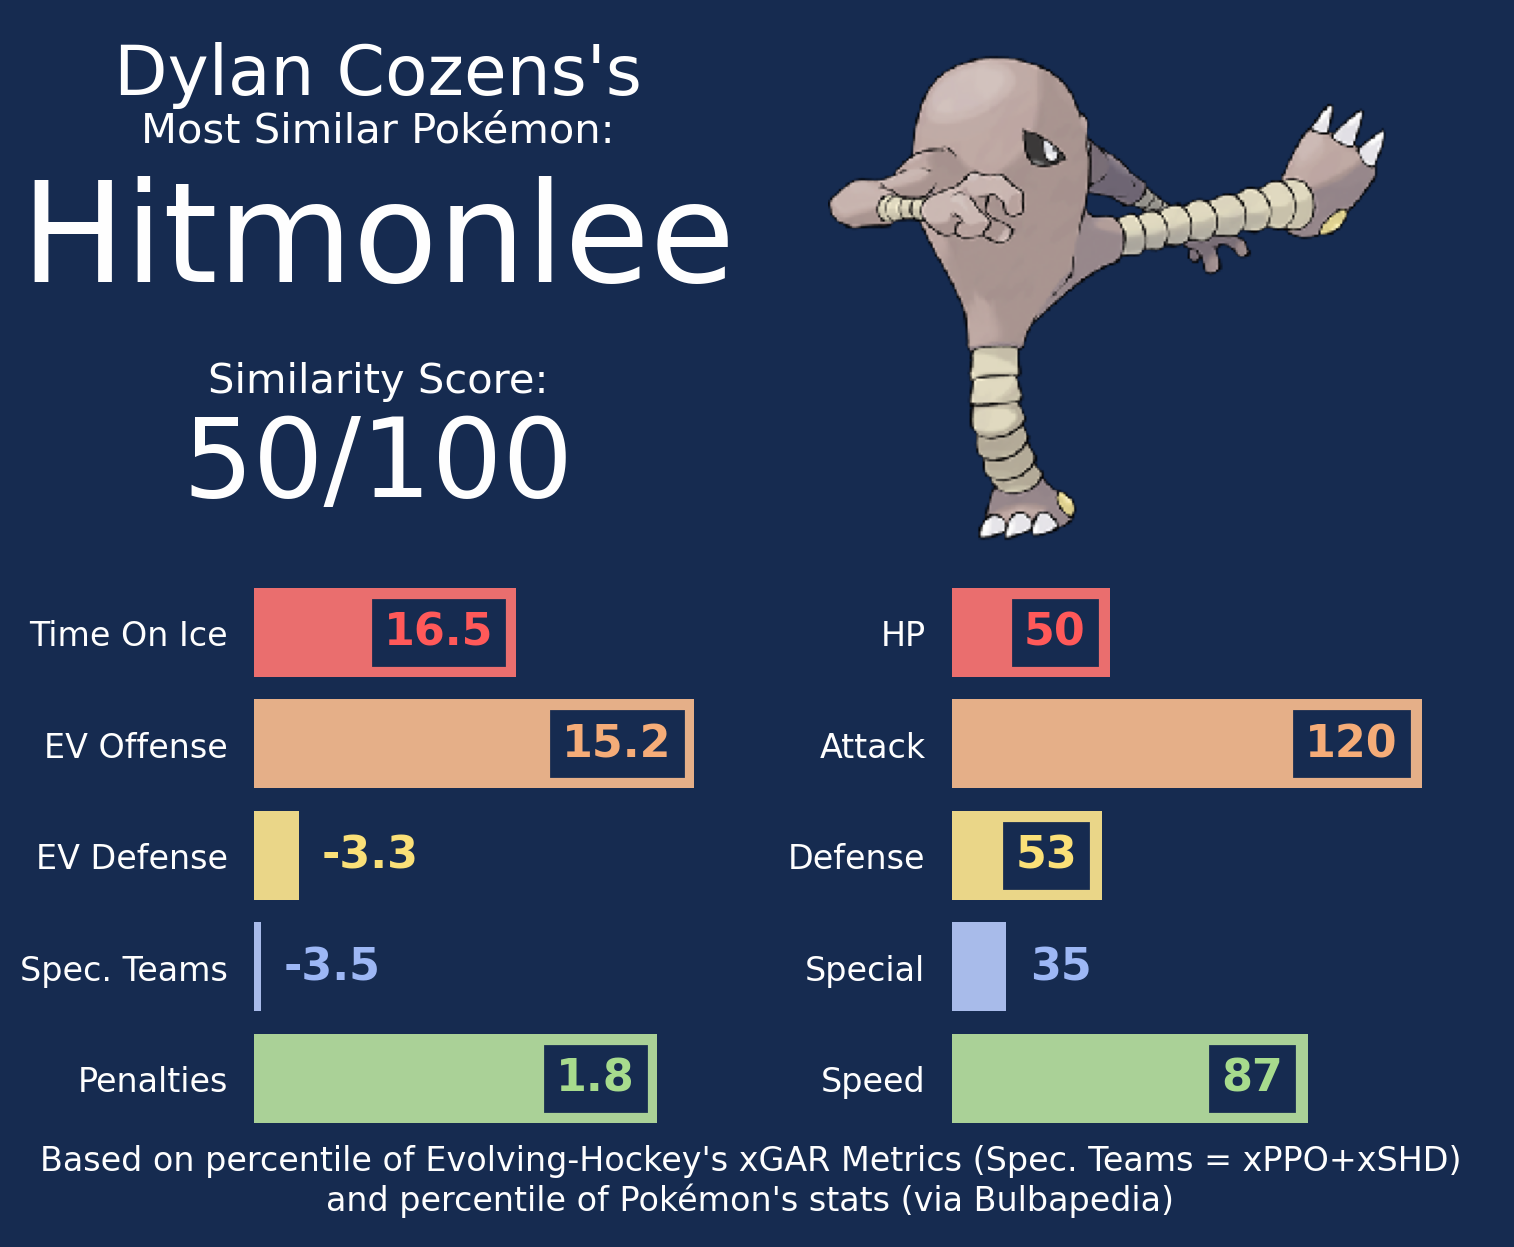 Dylan Cozens's
Most Similar Pokémon:
Hitmonlee
Similarity Score:
50/100
Time On Ice 16.5
EV Offense 15.2
EV Defense -3.3
Spec. Teams -3.5
Penalties 1.8
HP 50
Attack 120
Defense 53
Special 35
Speed 87
Based on percentile of Evolving-Hockey's xGAR Metrics (Spec. Teams = xPPO+xSHD)
and percentile of Pokémon's stats (via Bulbapedia)